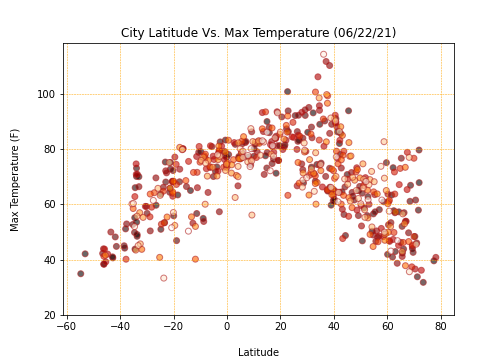 City Latitude Vs. Max Temperature (06/22/21)
Max Temperature (F)
100
80
60
40
20
−60 −40 −20 0 20 40 60 80
Latitude